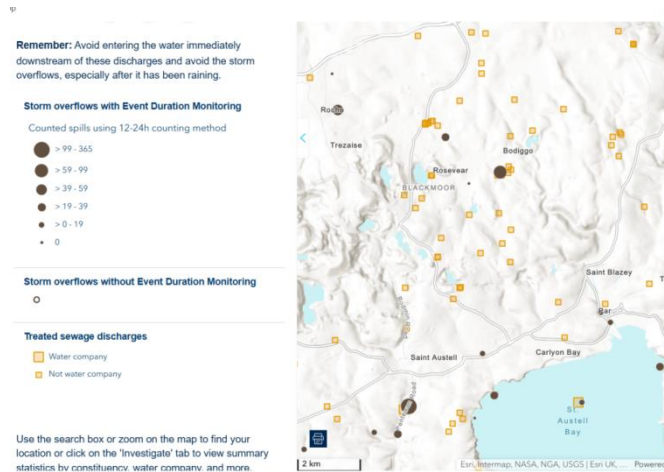 Remember: Avoid entering the water immediately
downstream of these discharges and avoid the storm
overflows, especially after it has been raining.
Storm overflows with Event Duration Monitoring
Counted spills using 12-24h counting method
> 99 - 365
> 59 - 99
> 39 - 59
> 19 - 39
> 0 - 19
0
Storm overflows without Event Duration Monitoring
Treated sewage discharges
Water company
Not water company
Use the search box or zoom on the map to find your
location or click on the 'Investigate' tab to view summary
statistics by constituency, water company, and more.
Trezaise
Bodiggo
Rosevear
BLACKMOOR
Saint Blazey
Par
Saint Austell
Carlyon Bay
St
Austell
Bay
2 km
Esri, Intermap, NASA, NGA, USGS | Esri UK, ... Powered